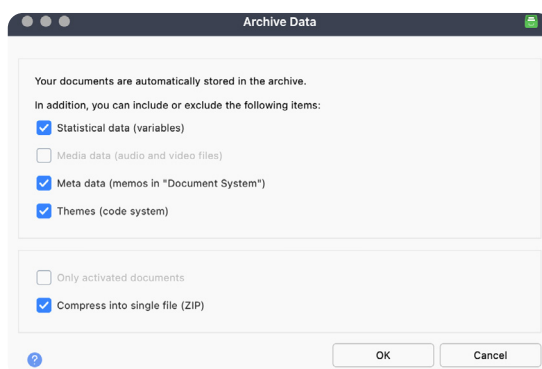 Archive Data
Your documents are automatically stored in the archive.
In addition, you can include or exclude the following items:
Statistical data (variables)
Media data (audio and video files)
Meta data (memos in "Document System")
Themes (code system)
Only activated documents
Compress into single file (ZIP)
?
OK
Cancel